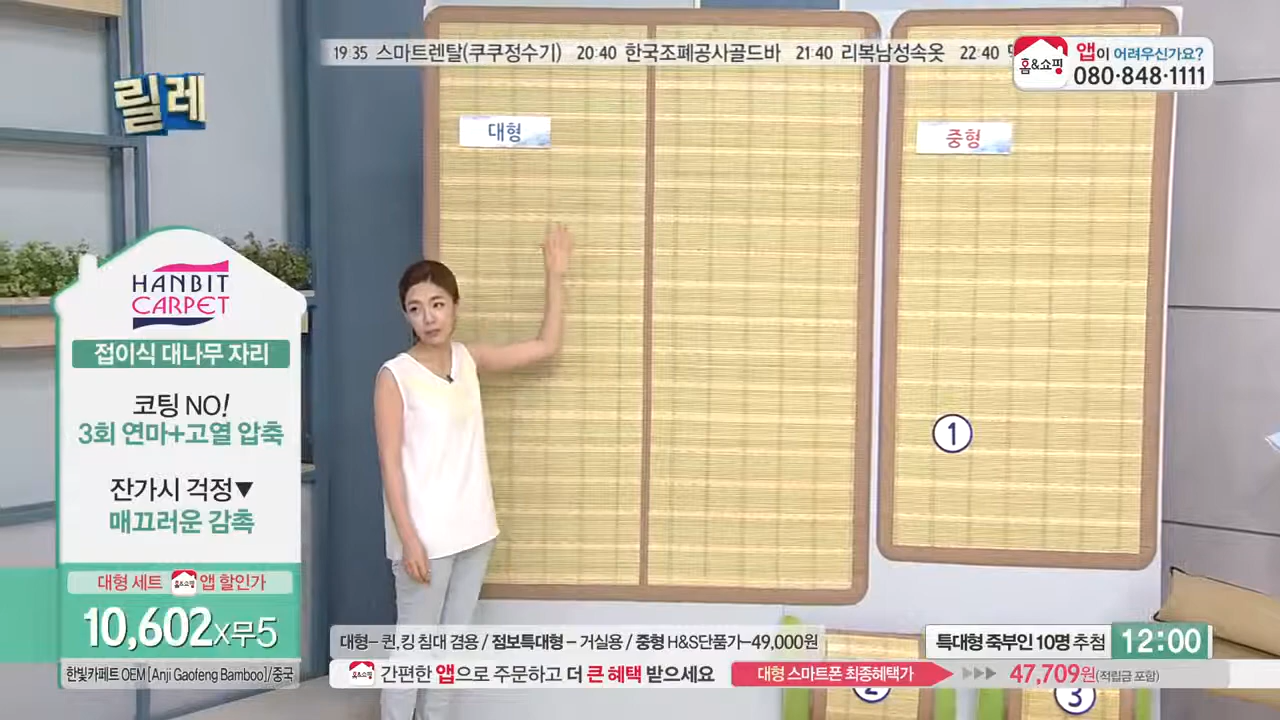 19 35 스마트렌탈(쿠쿠정수기) 20:40 한국조폐공사골드바 21:40 리복남성속옷 22:40
홈&쇼핑
앱이 어려우신가요?
080·848·1111
릴레
대형
중형
HANBIT
CARPET
접이식 대나무 자리
코팅 NO!
3회 연마+고열 압축
잔가시 걱정▼
매끄러운 감촉
1
대형 세트 홈&쇼핑 앱 할인가
10,602X무5
한빛카페트 OEM [Anji Gaofeng Bamboo] / 중국
대형– 퀸,킹 침대 겸용 / 점보특대형 – 거실용 / 중형 H&S단품가–49,000원
특대형 죽부인 10명 추첨 12:00
홈&쇼핑 간편한 앱으로 주문하고 더 큰 혜택 받으세요
대형 스마트폰 최종혜택가 47,709원(적립금 포함)
2
3